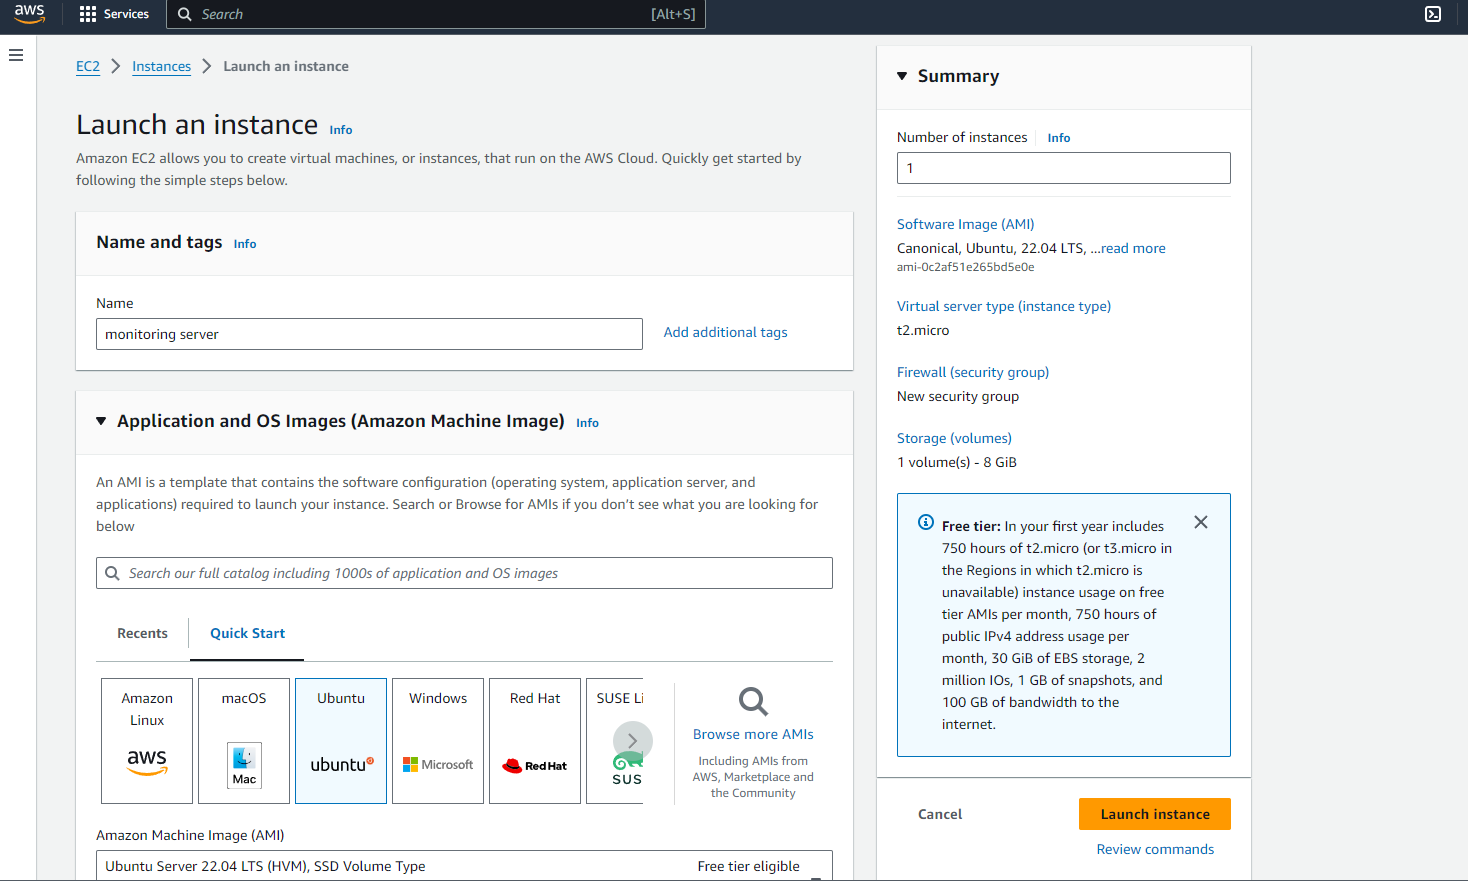 aws
Services
Search
[Alt+S]
EC2
Instances
Launch an instance
Launch an instance Info
Amazon EC2 allows you to create virtual machines, or instances, that run on the AWS Cloud. Quickly get started by
following the simple steps below.
Name and tags Info
Name
monitoring server
Add additional tags
Application and OS Images (Amazon Machine Image) Info
An AMI is a template that contains the software configuration (operating system, application server, and
applications) required to launch your instance. Search or Browse for AMIs if you don’t see what you are looking for
below
Search our full catalog including 1000s of application and OS images
Recents
Quick Start
Amazon
Linux
aws
macOS
Mac
Ubuntu
ubuntu
Windows
Microsoft
Red Hat
Red Hat
SUSE Li
SUS
Browse more AMIs
Including AMIs from
AWS, Marketplace and
the Community
Amazon Machine Image (AMI)
Ubuntu Server 22.04 LTS (HVM), SSD Volume Type
Free tier eligible
Summary
Number of instances Info
1
Software Image (AMI)
Canonical, Ubuntu, 22.04 LTS, ...read more
ami-0c2af51e265bd5e0e
Virtual server type (instance type)
t2.micro
Firewall (security group)
New security group
Storage (volumes)
1 volume(s) - 8 GiB
Free tier: In your first year includes
750 hours of t2.micro (or t3.micro in
the Regions in which t2.micro is
unavailable) instance usage on free
tier AMIs per month, 750 hours of
public IPv4 address usage per
month, 30 GiB of EBS storage, 2
million IOs, 1 GB of snapshots, and
100 GB of bandwidth to the
internet.
Cancel
Launch instance
Review commands